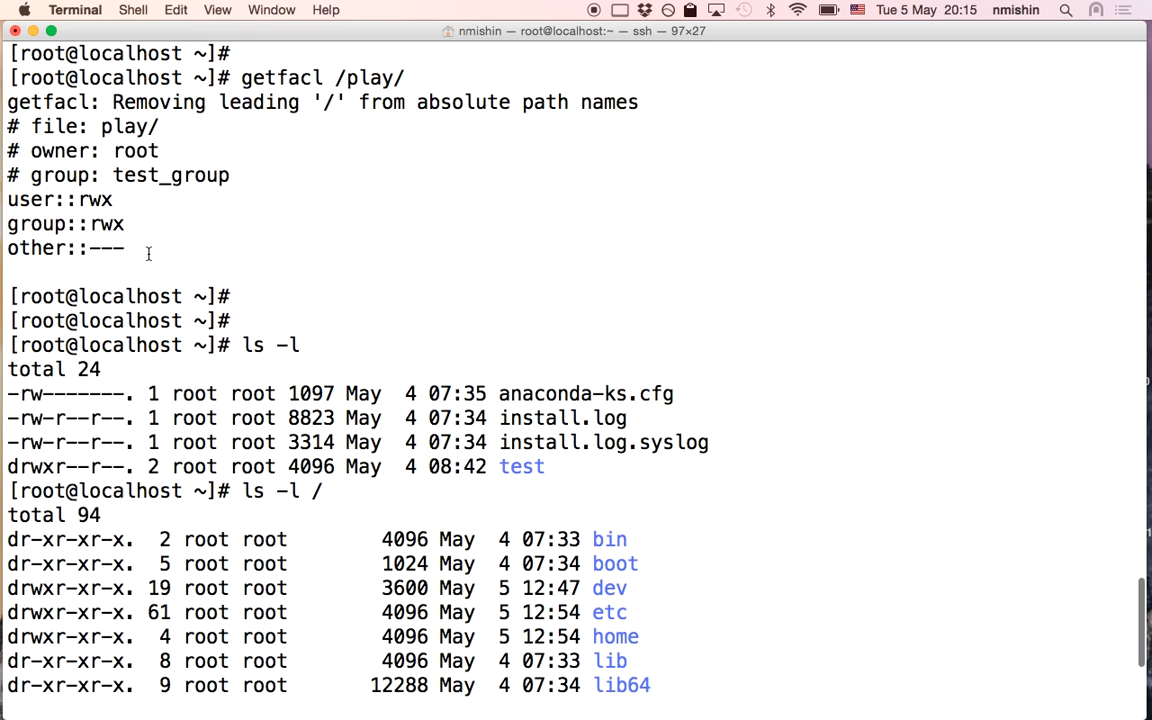 Terminal Shell Edit View Window Help Tue 5 May 20:15 nmishin
nmishin — root@localhost:~ — ssh — 97×27
[root@localhost ~]#
[root@localhost ~]# getfacl /play/
getfacl: Removing leading '/' from absolute path names
# file: play/
# owner: root
# group: test_group
user::rwx
group::rwx
other::---
[root@localhost ~]#
[root@localhost ~]#
[root@localhost ~]# ls -l
total 24
-rw-------. 1 root root 1097 May  4 07:35 anaconda-ks.cfg
-rw-r--r--. 1 root root 8823 May  4 07:34 install.log
-rw-r--r--. 1 root root 3314 May  4 07:34 install.log.syslog
drwxr--r--. 2 root root 4096 May  4 08:42 test
[root@localhost ~]# ls -l /
total 94
dr-xr-xr-x.  2 root root        4096 May  4 07:33 bin
dr-xr-xr-x.  5 root root        1024 May  4 07:34 boot
drwxr-xr-x. 19 root root        3600 May  5 12:47 dev
drwxr-xr-x. 61 root root        4096 May  5 12:54 etc
drwxr-xr-x.  4 root root        4096 May  5 12:54 home
dr-xr-xr-x.  8 root root        4096 May  4 07:33 lib
dr-xr-xr-x.  9 root root       12288 May  4 07:34 lib64